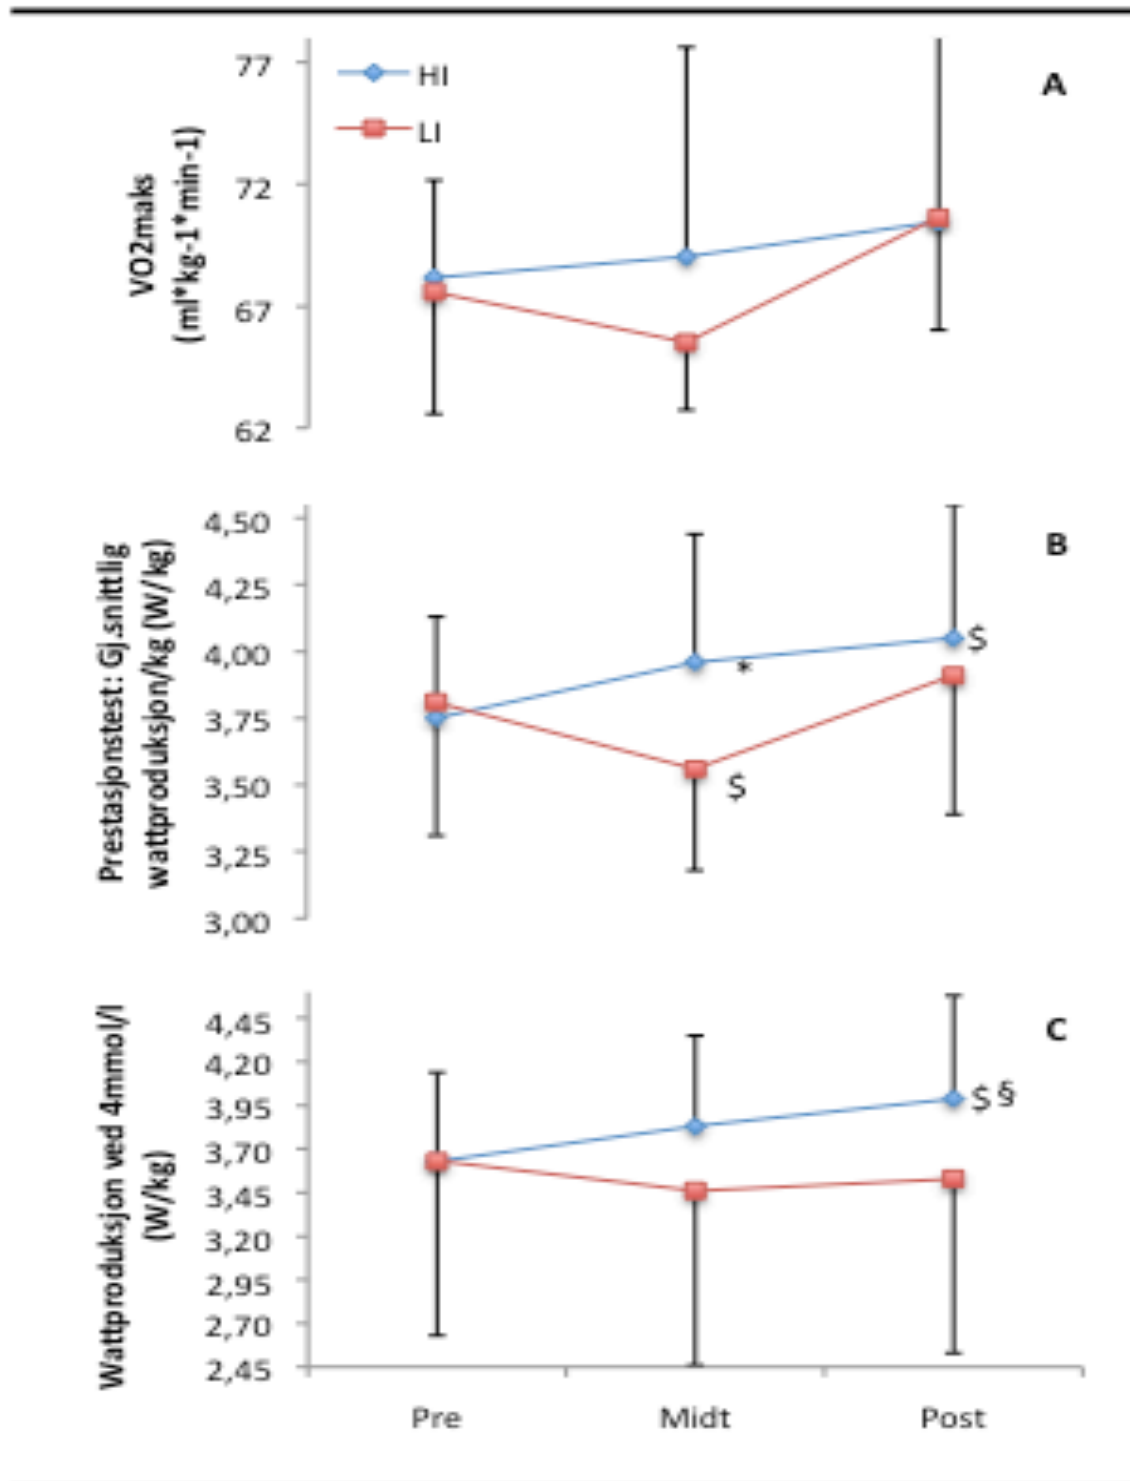 77
72
67
62
VO2maks
(ml*kg-1*min-1)
HI
LI
A
4,50
4,25
4,00
3,75
3,50
3,25
3,00
Prestasjonstest: Gj.snittlig
wattproduksjon/kg (W/kg)
*
$
$
B
4,45
4,20
3,95
3,70
3,45
3,20
2,95
2,70
2,45
Wattproduksjon ved 4mmol/l
(W/kg)
$ §
C
Pre Midt Post